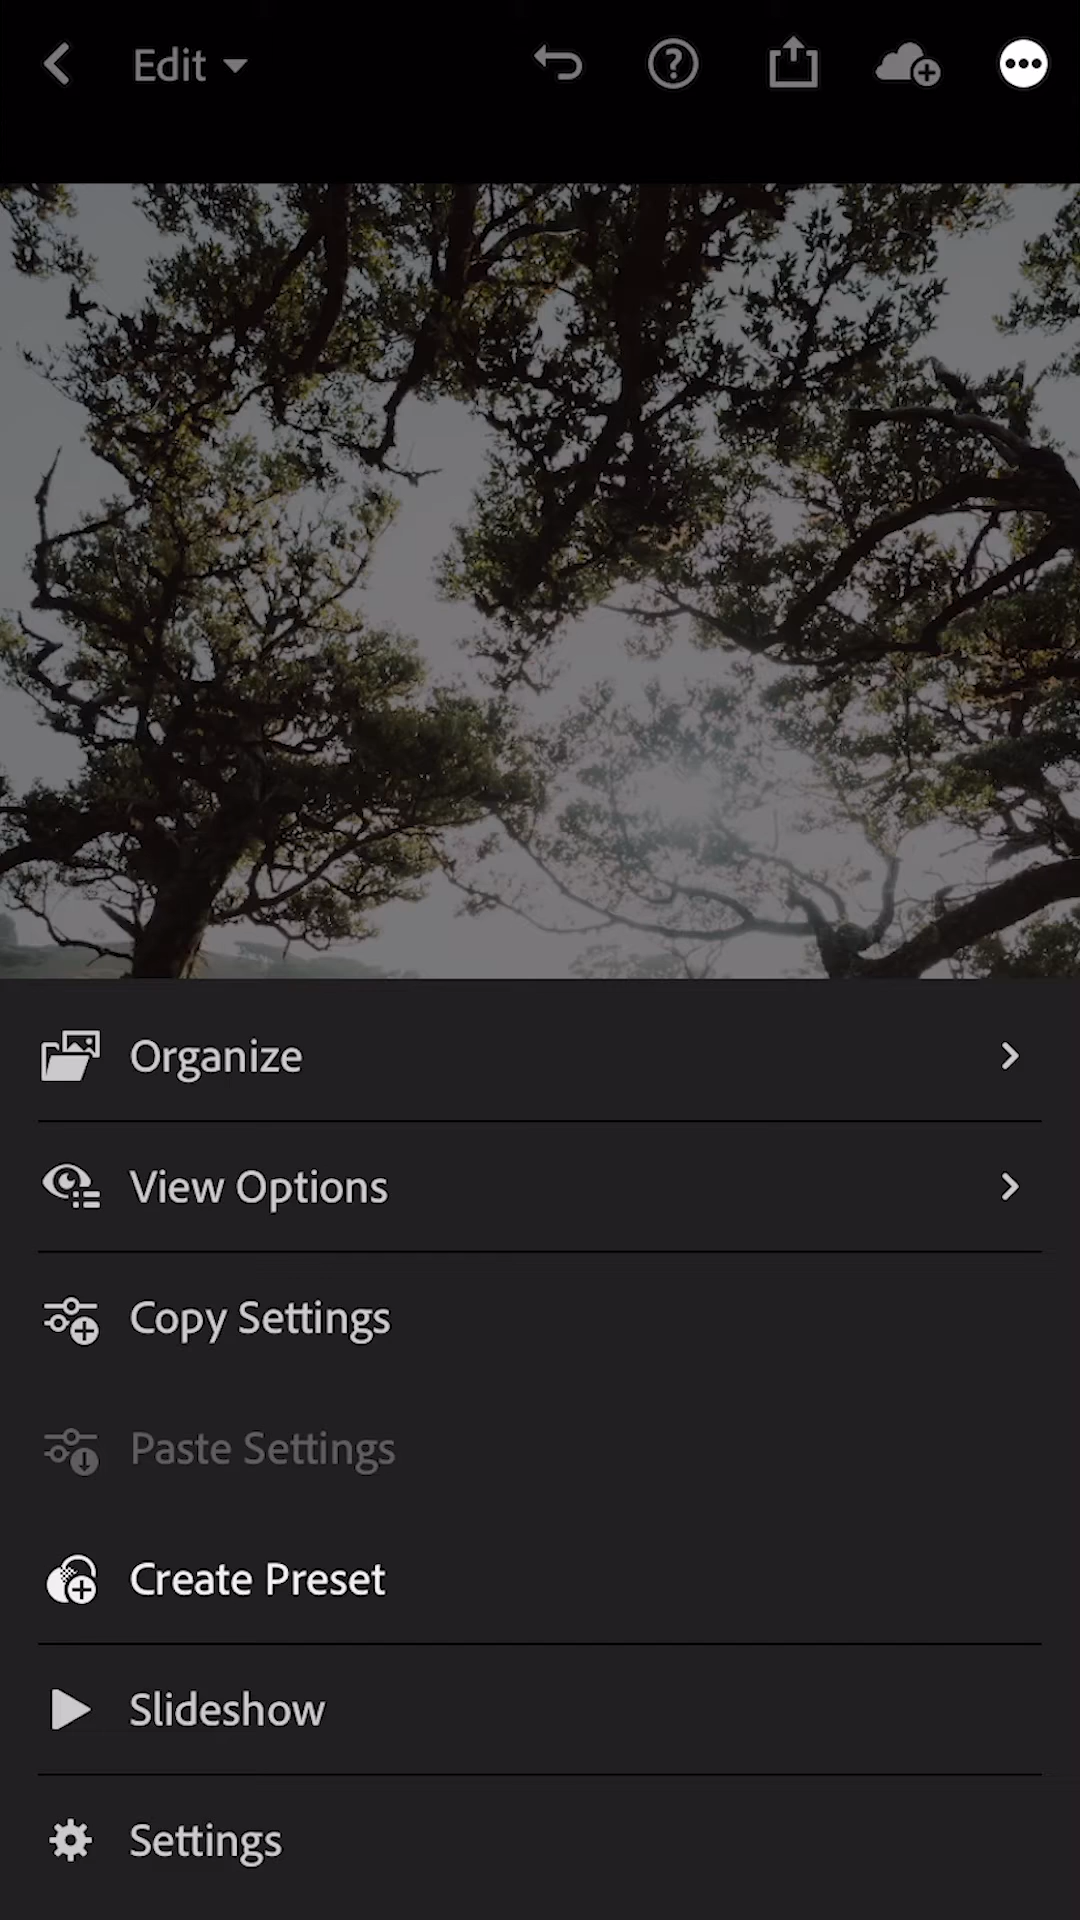 Edit
Organize
View Options
Copy Settings
Paste Settings
Create Preset
Slideshow
Settings